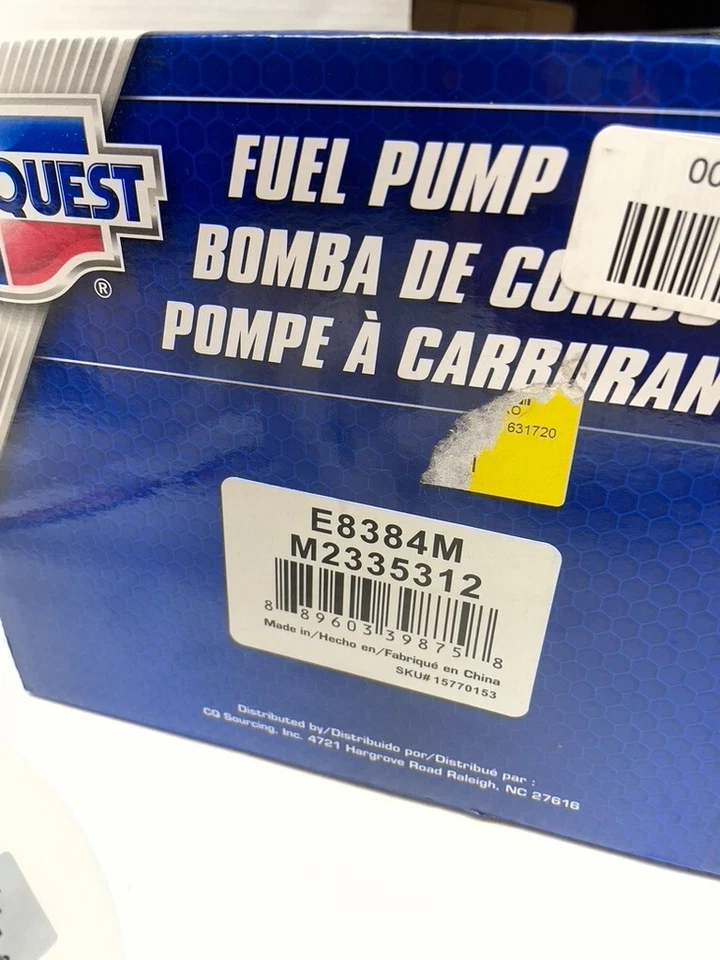 QUEST
®
FUEL PUMP
BOMBA DE
POMPE À CARBURAN
00
631720
E8384M
M2335312
8 89603 39875 8
Made in/Hecho en/Fabriqué en China
SKU# 15770153
Distributed by/Distribuido por/Distribué par :
CQ Sourcing, Inc. 4721 Hargrove Road Raleigh, NC 27616